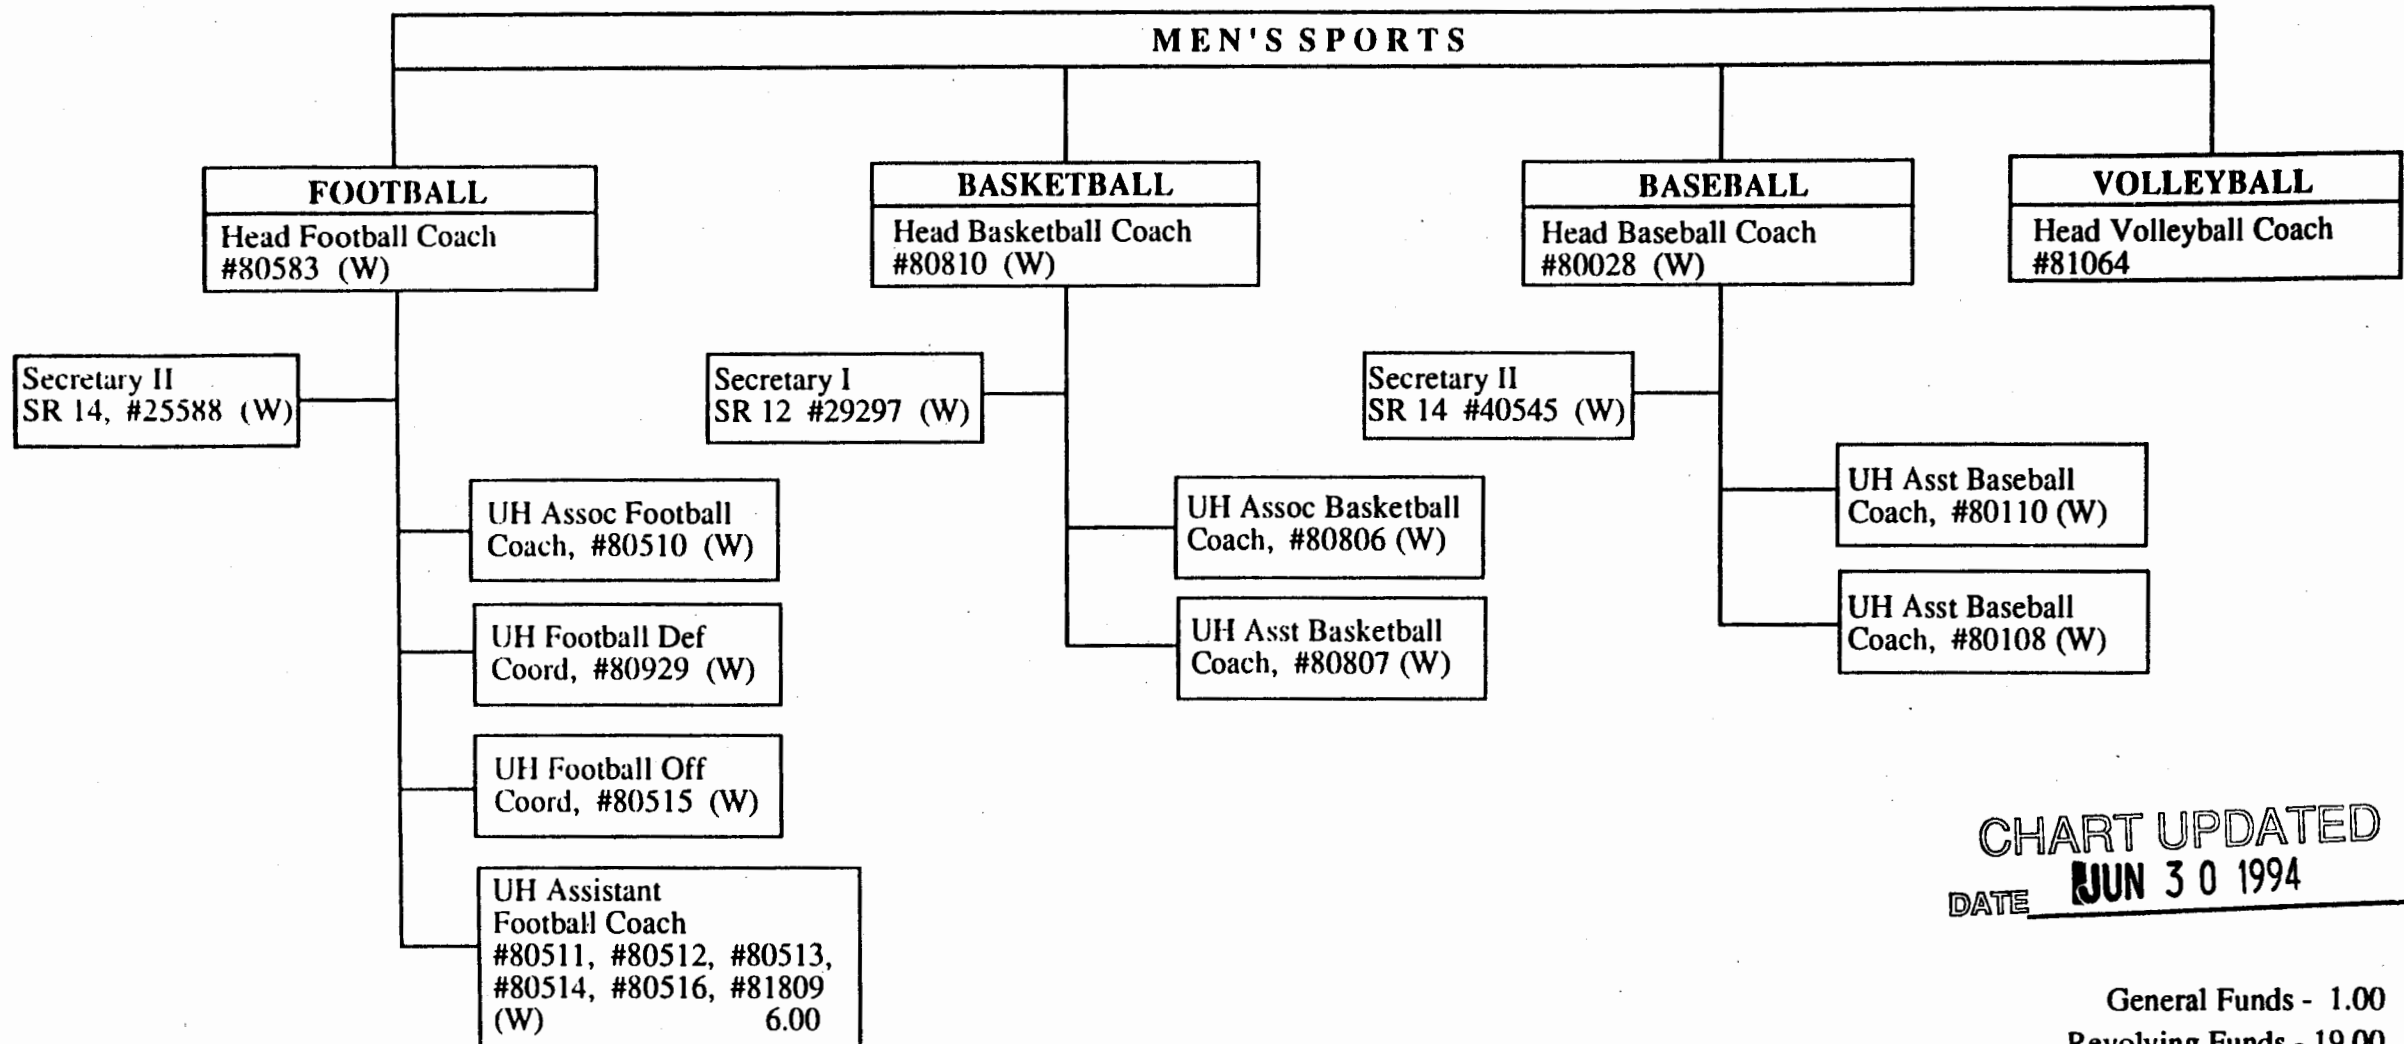 MEN'S SPORTS
FOOTBALL
Head Football Coach
#80583 (W)
BASKETBALL
Head Basketball Coach
#80810 (W)
BASEBALL
Head Baseball Coach
#80028 (W)
VOLLEYBALL
Head Volleyball Coach
#81064
Secretary II
SR 14, #25588 (W)
Secretary I
SR 12 #29297 (W)
Secretary II
SR 14 #40545 (W)
UH Assoc Football
Coach, #80510 (W)
UH Football Def
Coord, #80929 (W)
UH Football Off
Coord, #80515 (W)
UH Assistant
Football Coach
#80511, #80512, #80513,
#80514, #80516, #81809
(W) 6.00
UH Assoc Basketball
Coach, #80806 (W)
UH Asst Basketball
Coach, #80807 (W)
UH Asst Baseball
Coach, #80110 (W)
UH Asst Baseball
Coach, #80108 (W)
CHART UPDATED
DATE JUN 30 1994
General Funds - 1.00
Revolving Funds - 19.00